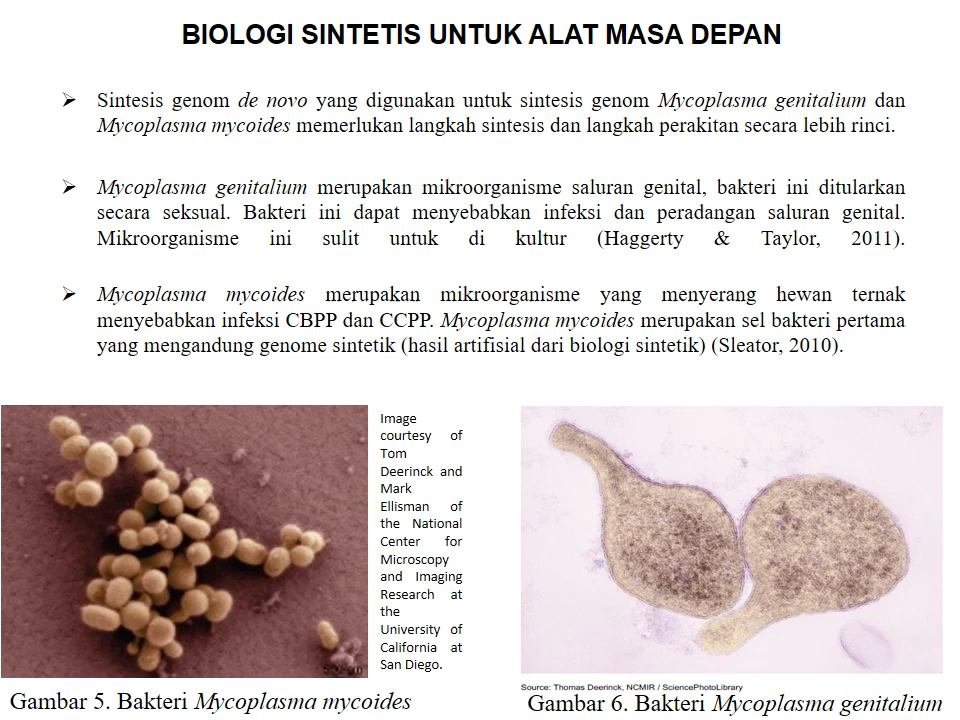 BIOLOGI SINTETIS UNTUK ALAT MASA DEPAN
➢ Sintesis genom de novo yang digunakan untuk sintesis genom Mycoplasma genitalium dan
Mycoplasma mycoides memerlukan langkah sintesis dan langkah perakitan secara lebih rinci.
➢ Mycoplasma genitalium merupakan mikroorganisme saluran genital, bakteri ini ditularkan
secara seksual. Bakteri ini dapat menyebabkan infeksi dan peradangan saluran genital.
Mikroorganisme ini sulit untuk di kultur (Haggerty & Taylor, 2011).
➢ Mycoplasma mycoides merupakan mikroorganisme yang menyerang hewan ternak
menyebabkan infeksi CBPP dan CCPP. Mycoplasma mycoides merupakan sel bakteri pertama
yang mengandung genome sintetik (hasil artifisial dari biologi sintetik) (Sleator, 2010).
Image
courtesy of
Tom
Deerinck and
Mark
Ellisman of
the National
Center for
Microscopy
and Imaging
Research at
the
University of
California at
San Diego.
Gambar 5. Bakteri Mycoplasma mycoides
Source: Thomas Deerinck, NCMIR / SciencePhotoLibrary
Gambar 6. Bakteri Mycoplasma genitalium